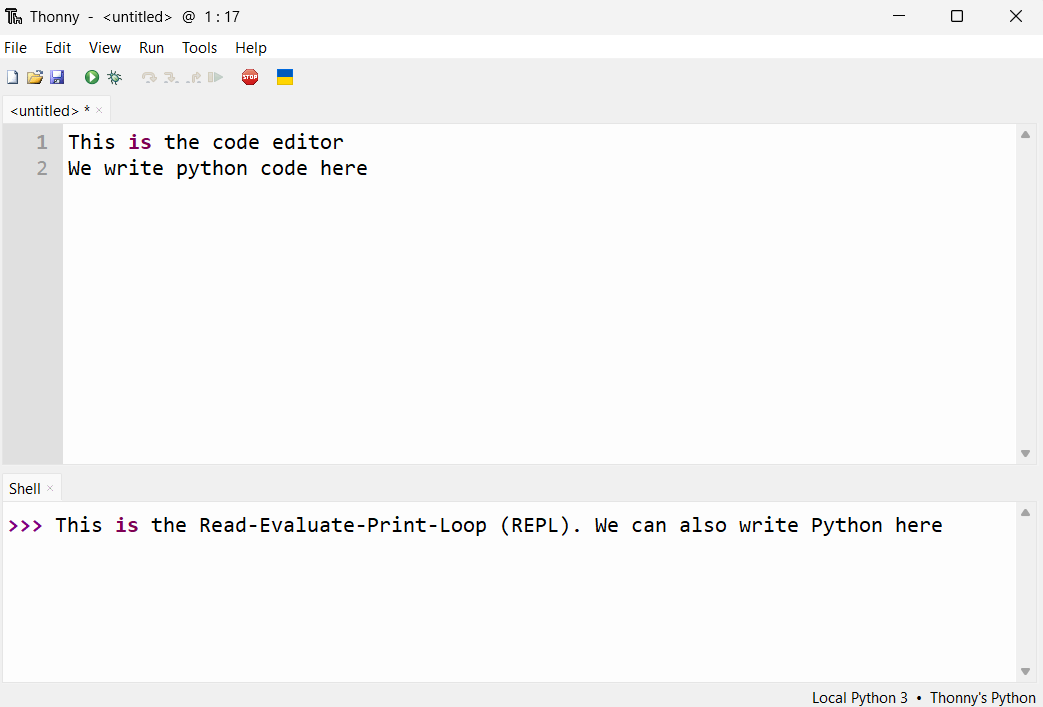 Thonny - <untitled> @ 1 : 17
File Edit View Run Tools Help
STOP
<untitled> * ×
1 This is the code editor
2 We write python code here
Shell ×
>>> This is the Read-Evaluate-Print-Loop (REPL). We can also write Python here
Local Python 3 • Thonny's Python